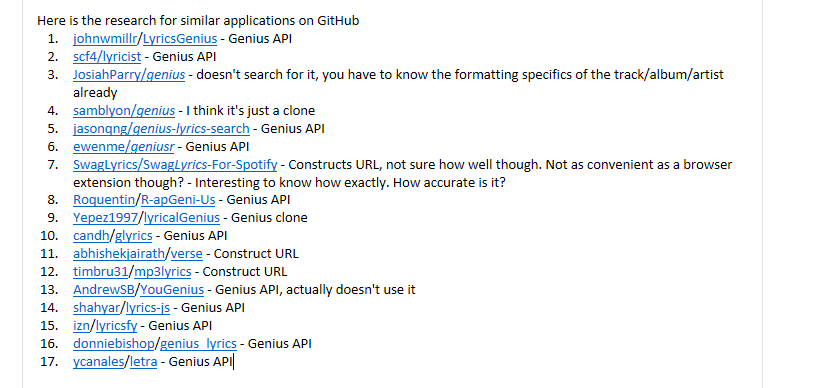 Here is the research for similar applications on GitHub
1. johnwmillr/LyricsGenius - Genius API
2. scf4/lyricist - Genius API
3. JosiahParry/genius - doesn't search for it, you have to know the formatting specifics of the track/album/artist
already
4. samblyon/genius - I think it's just a clone
5. jasonqng/genius-lyrics-search - Genius API
6. ewenme/geniusr - Genius API
7. SwagLyrics/SwagLyrics-For-Spotify - Constructs URL, not sure how well though. Not as convenient as a browser
extension though? - Interesting to know how exactly. How accurate is it?
8. Roquentin/R-apGeni-Us - Genius API
9. Yepez1997/lyricalGenius - Genius clone
10. candh/glyrics - Genius API
11. abhishekjairath/verse - Construct URL
12. timbru31/mp3lyrics - Construct URL
13. AndrewSB/YouGenius - Genius API, actually doesn't use it
14. shahyar/lyrics-js - Genius API
15. izn/lyricsfy - Genius API
16. donniebishop/genius_lyrics - Genius API
17. ycanales/letra - Genius API